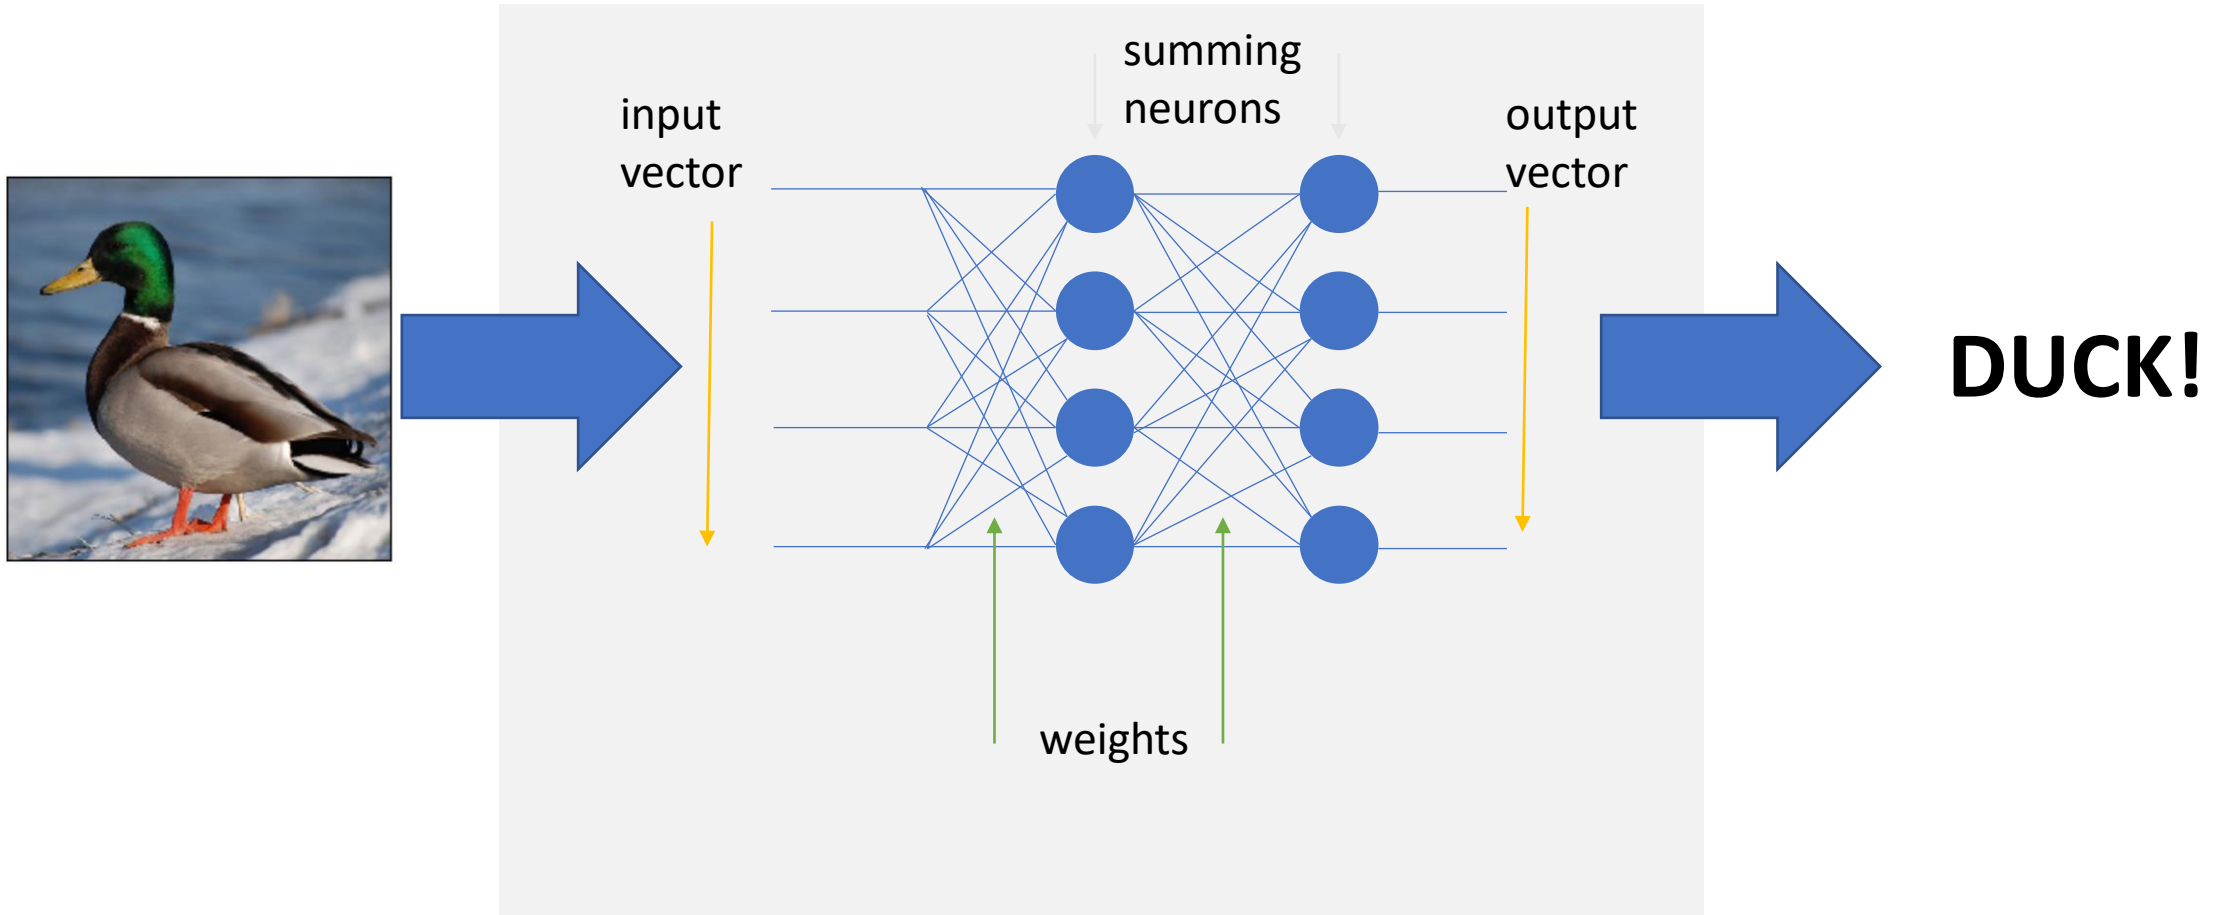 summing
neurons
input
vector
output
vector
DUCK!
weights